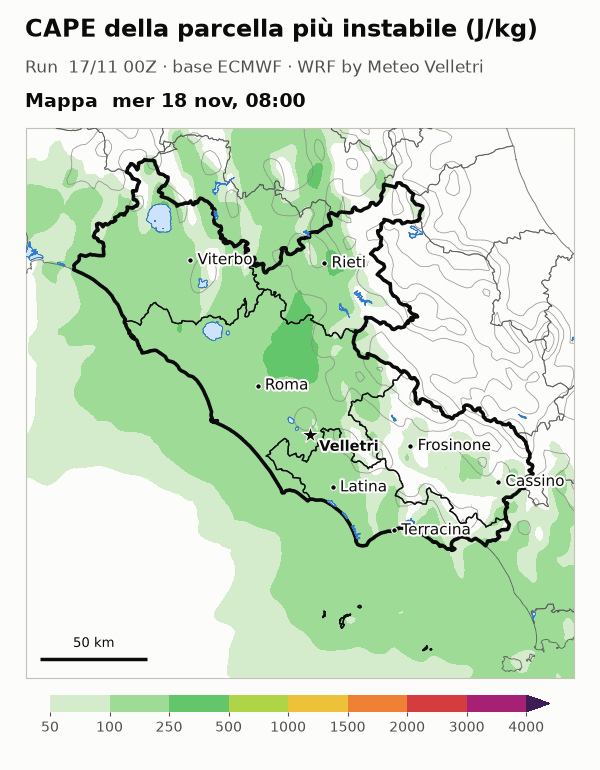 CAPE della parcella più instabile (J/kg)
Run  17/11 00Z · base ECMWF · WRF by Meteo Velletri
Mappa  mer 18 nov, 08:00
Viterbo
Rieti
Roma
Velletri
Frosinone
Cassino
Latina
Terracina
50 km
50 100 250 500 1000 1500 2000 3000 4000